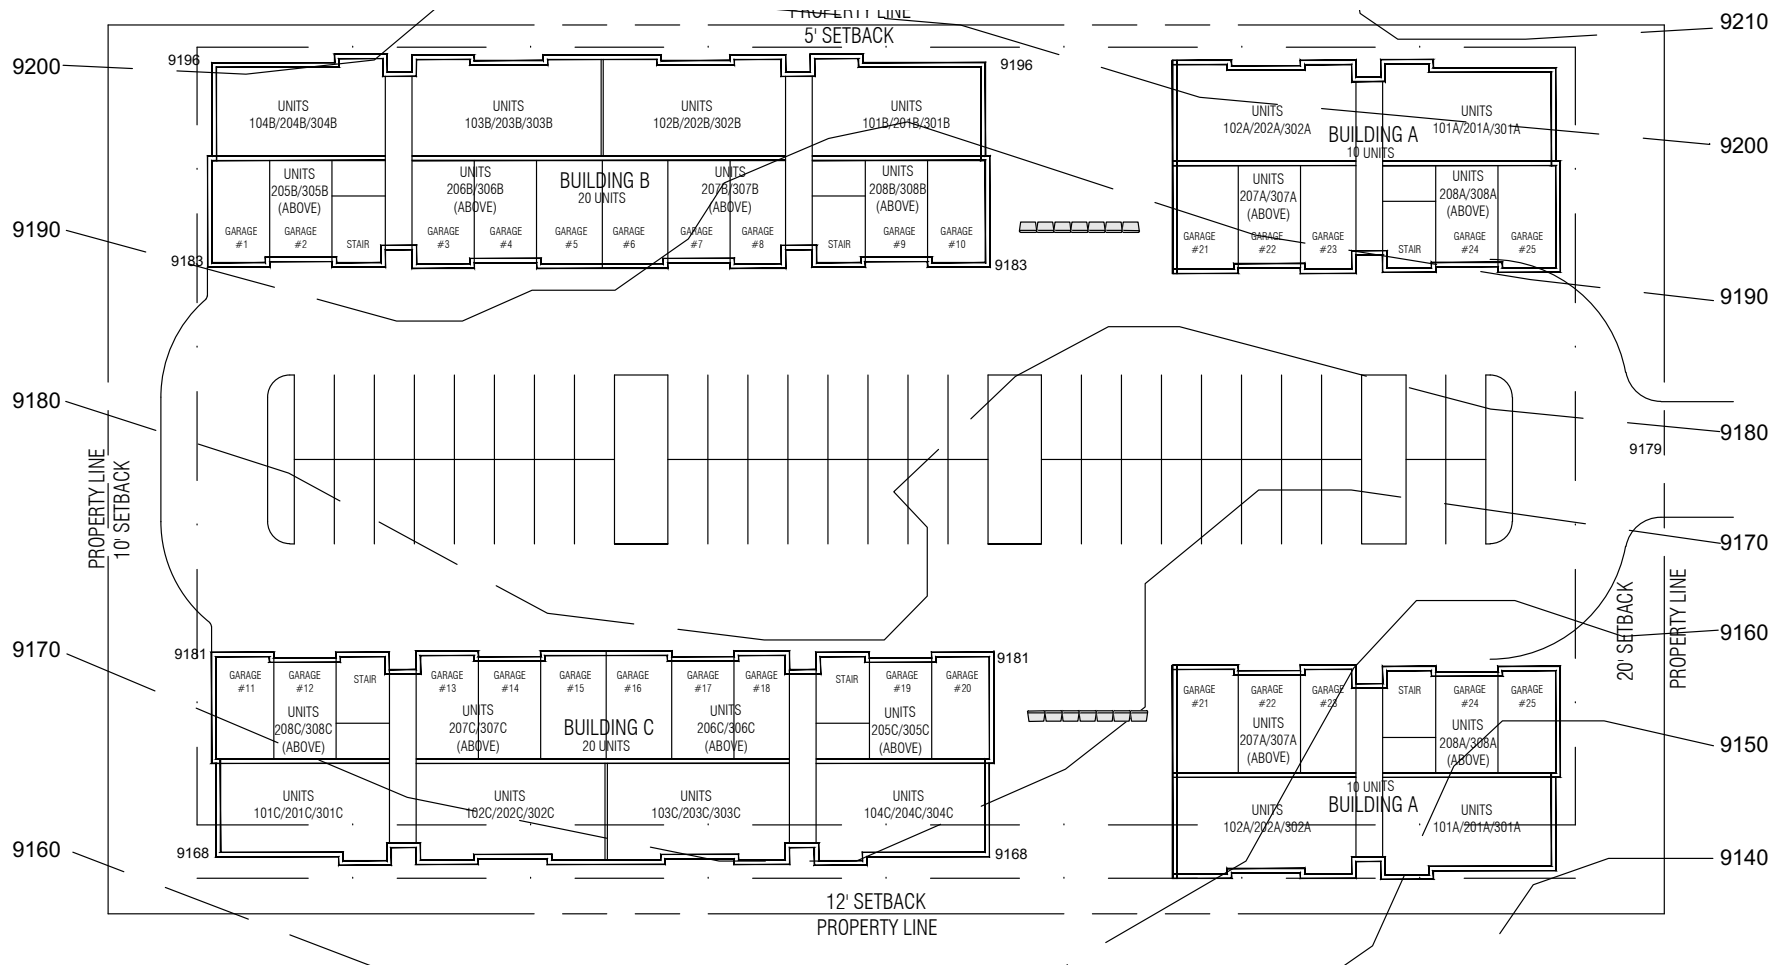 PROPERTY LINE
5' SETBACK
9210
9200
9196
9196
UNITS
104B/204B/304B
UNITS
103B/203B/303B
UNITS
102B/202B/302B
UNITS
101B/201B/301B
UNITS
102A/202A/302A
UNITS
101A/201A/301A
BUILDING A
10 UNITS
9200
UNITS
205B/305B
(ABOVE)
UNITS
206B/306B
(ABOVE)
BUILDING B
20 UNITS
UNITS
207B/307B
(ABOVE)
UNITS
208B/308B
(ABOVE)
UNITS
207A/307A
(ABOVE)
UNITS
208A/308A
(ABOVE)
9190
GARAGE
#1
GARAGE
#2
STAIR
GARAGE
#3
GARAGE
#4
GARAGE
#5
GARAGE
#6
GARAGE
#7
GARAGE
#8
STAIR
GARAGE
#9
GARAGE
#10
GARAGE
#21
GARAGE
#22
GARAGE
#23
STAIR
GARAGE
#24
GARAGE
#25
9183
9183
9190
9180
9180
9179
PROPERTY LINE
10' SETBACK
9170
20' SETBACK
PROPERTY LINE
9160
9170
9181
9181
GARAGE
#11
GARAGE
#12
STAIR
GARAGE
#13
GARAGE
#14
GARAGE
#15
GARAGE
#16
GARAGE
#17
GARAGE
#18
STAIR
GARAGE
#19
GARAGE
#20
GARAGE
#21
GARAGE
#22
GARAGE
#23
STAIR
GARAGE
#24
GARAGE
#25
UNITS
208C/308C
(ABOVE)
UNITS
207C/307C
(ABOVE)
BUILDING C
20 UNITS
UNITS
206C/306C
(ABOVE)
UNITS
205C/305C
(ABOVE)
UNITS
207A/307A
(ABOVE)
UNITS
208A/308A
(ABOVE)
9150
UNITS
101C/201C/301C
UNITS
102C/202C/302C
UNITS
103C/203C/303C
UNITS
104C/204C/304C
10 UNITS
BUILDING A
UNITS
102A/202A/302A
UNITS
101A/201A/301A
9160
9168
9168
9140
12' SETBACK
PROPERTY LINE